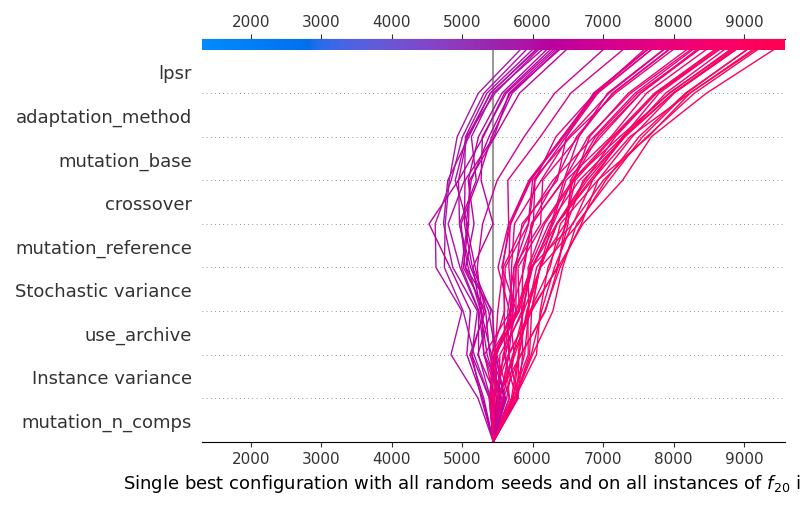 2000 3000 4000 5000 6000 7000 8000 9000
lpsr
adaptation_method
mutation_base
crossover
mutation_reference
Stochastic variance
use_archive
Instance variance
mutation_n_comps
2000 3000 4000 5000 6000 7000 8000 9000
Single best configuration with all random seeds and on all instances of f20 i